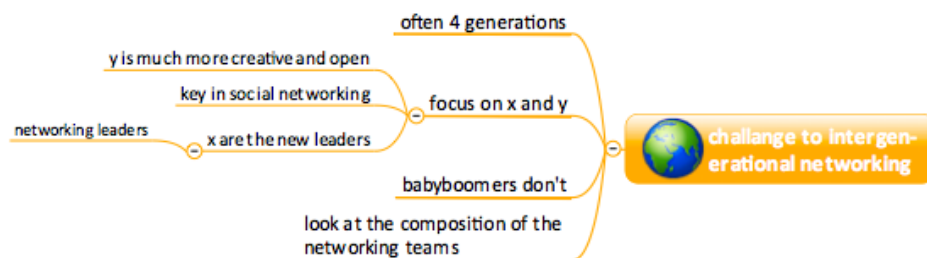 often 4 generations
y is much more creative and open
key in social networking
focus on x and y
networking leaders
x are the new leaders
challange to intergen-
erational networking
babyboomers don't
look at the composition of the
networking teams